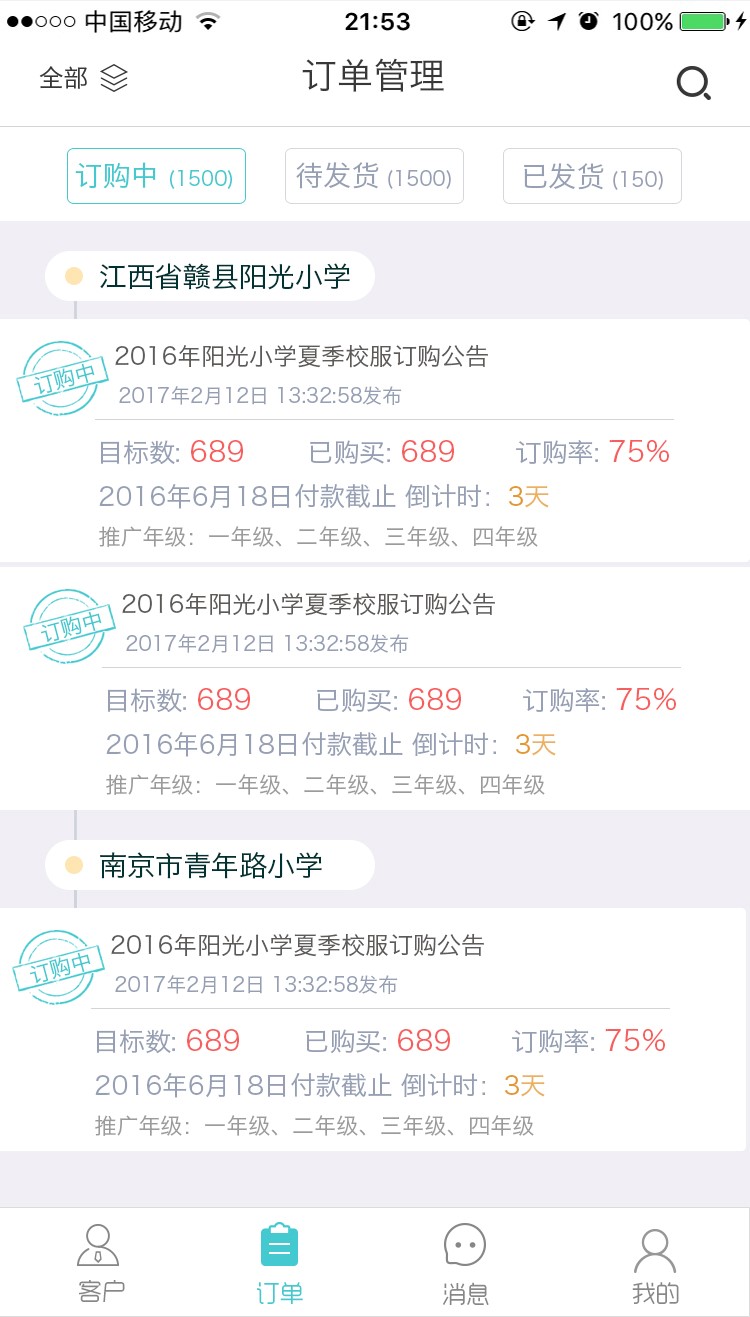 中国移动 21:53 100%
全部 订单管理
订购中 (1500) 待发货 (1500) 已发货 (150)
江西省赣县阳光小学
订购中
2016年阳光小学夏季校服订购公告
2017年2月12日 13:32:58发布
目标数: 689 已购买: 689 订购率: 75%
2016年6月18日付款截止 倒计时： 3天
推广年级：一年级、二年级、三年级、四年级
订购中
2016年阳光小学夏季校服订购公告
2017年2月12日 13:32:58发布
目标数: 689 已购买: 689 订购率: 75%
2016年6月18日付款截止 倒计时： 3天
推广年级：一年级、二年级、三年级、四年级
南京市青年路小学
订购中
2016年阳光小学夏季校服订购公告
2017年2月12日 13:32:58发布
目标数: 689 已购买: 689 订购率: 75%
2016年6月18日付款截止 倒计时： 3天
推广年级：一年级、二年级、三年级、四年级
客户 订单 消息 我的